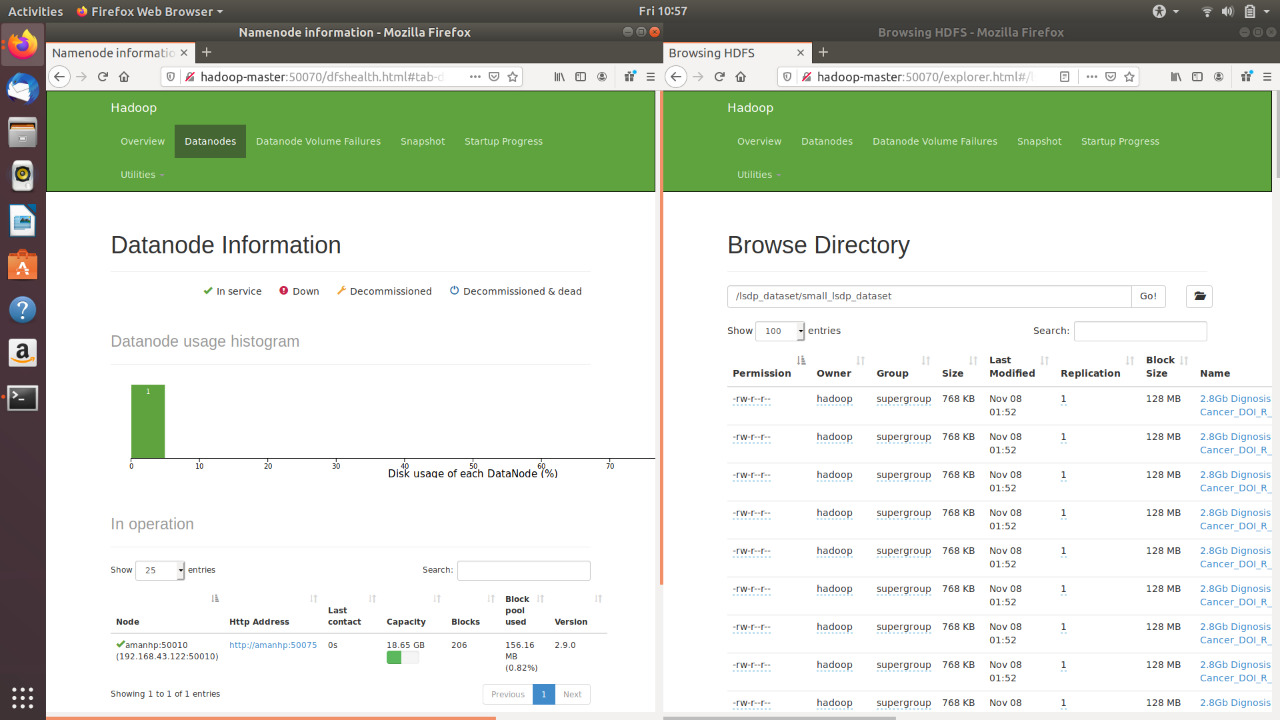 Activities Firefox Web Browser Fri 10:57
Namenode information - Mozilla Firefox
Namenode informatio
hadoop-master:50070/dfshealth.html#tab-d
Hadoop
Overview Datanodes Datanode Volume Failures Snapshot Startup Progress
Utilities
Datanode Information
In service Down Decommissioned Decommissioned & dead
Datanode usage histogram
1
0 10 20 30 40 50 60 70
Disk usage of each DataNode (%)
In operation
Show 25 entries Search:
Node Http Address Last contact Capacity Blocks Block pool used Version
amanhp:50010 http://amanhp:50075 0s 18.65 GB 206 156.16 2.9.0
(192.168.43.122:50010) MB
(0.82%)
Showing 1 to 1 of 1 entries Previous 1 Next
Browsing HDFS - Mozilla Firefox
Browsing HDFS
hadoop-master:50070/explorer.html#/l
Hadoop
Overview Datanodes Datanode Volume Failures Snapshot Startup Progress
Utilities
Browse Directory
/lsdp_dataset/small_lsdp_dataset Go!
Show 100 entries Search:
Permission Owner Group Size Last Modified Replication Block Size Name
-rw-r--r-- hadoop supergroup 768 KB Nov 08 1 128 MB 2.8Gb Dignosis
01:52 Cancer_DOI_R_
-rw-r--r-- hadoop supergroup 768 KB Nov 08 1 128 MB 2.8Gb Dignosis
01:52 Cancer_DOI_R_
-rw-r--r-- hadoop supergroup 768 KB Nov 08 1 128 MB 2.8Gb Dignosis
01:52 Cancer_DOI_R_
-rw-r--r-- hadoop supergroup 768 KB Nov 08 1 128 MB 2.8Gb Dignosis
01:52 Cancer_DOI_R_
-rw-r--r-- hadoop supergroup 768 KB Nov 08 1 128 MB 2.8Gb Dignosis
01:52 Cancer_DOI_R_
-rw-r--r-- hadoop supergroup 768 KB Nov 08 1 128 MB 2.8Gb Dignosis
01:52 Cancer_DOI_R_
-rw-r--r-- hadoop supergroup 768 KB Nov 08 1 128 MB 2.8Gb Dignosis
01:52 Cancer_DOI_R_
-rw-r--r-- hadoop supergroup 768 KB Nov 08 1 128 MB 2.8Gb Dignosis
01:52 Cancer_DOI_R_
-rw-r--r-- hadoop supergroup 768 KB Nov 08 1 128 MB 2.8Gb Dignosis